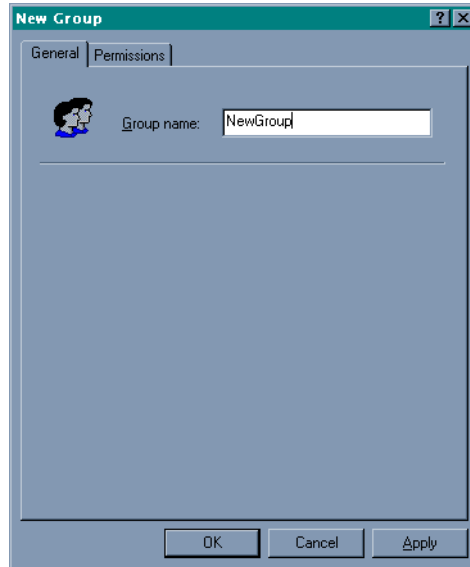 New Group
General Permissions
Group name: NewGroup
OK Cancel Apply